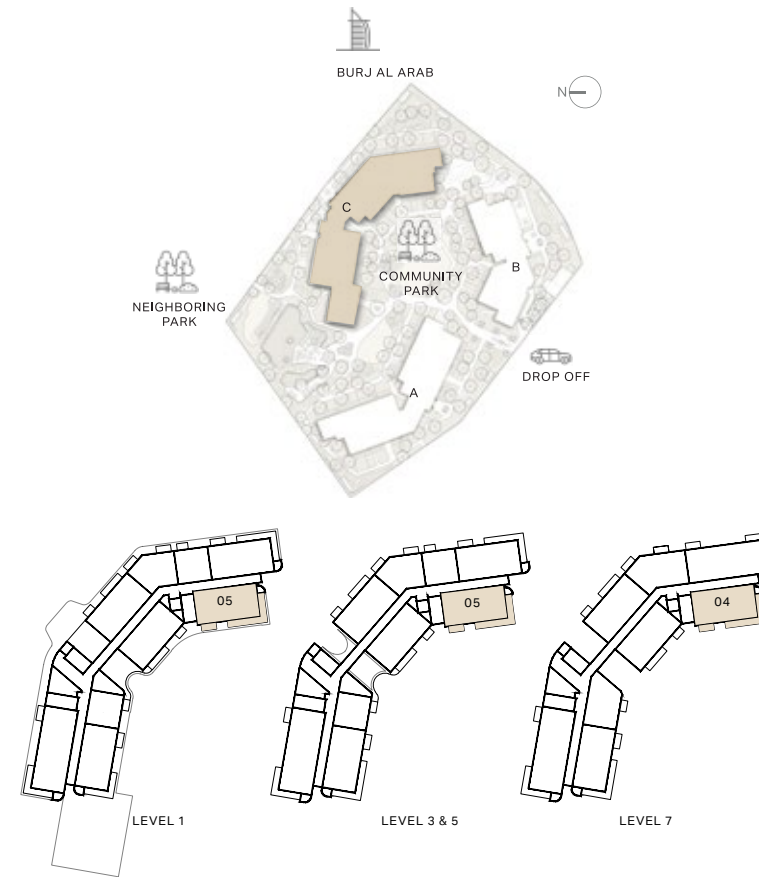 BURJ AL ARAB
N
C
COMMUNITY
PARK
B
NEIGHBORING
PARK
DROP OFF
A
05
05
04
LEVEL 1
LEVEL 3 & 5
LEVEL 7